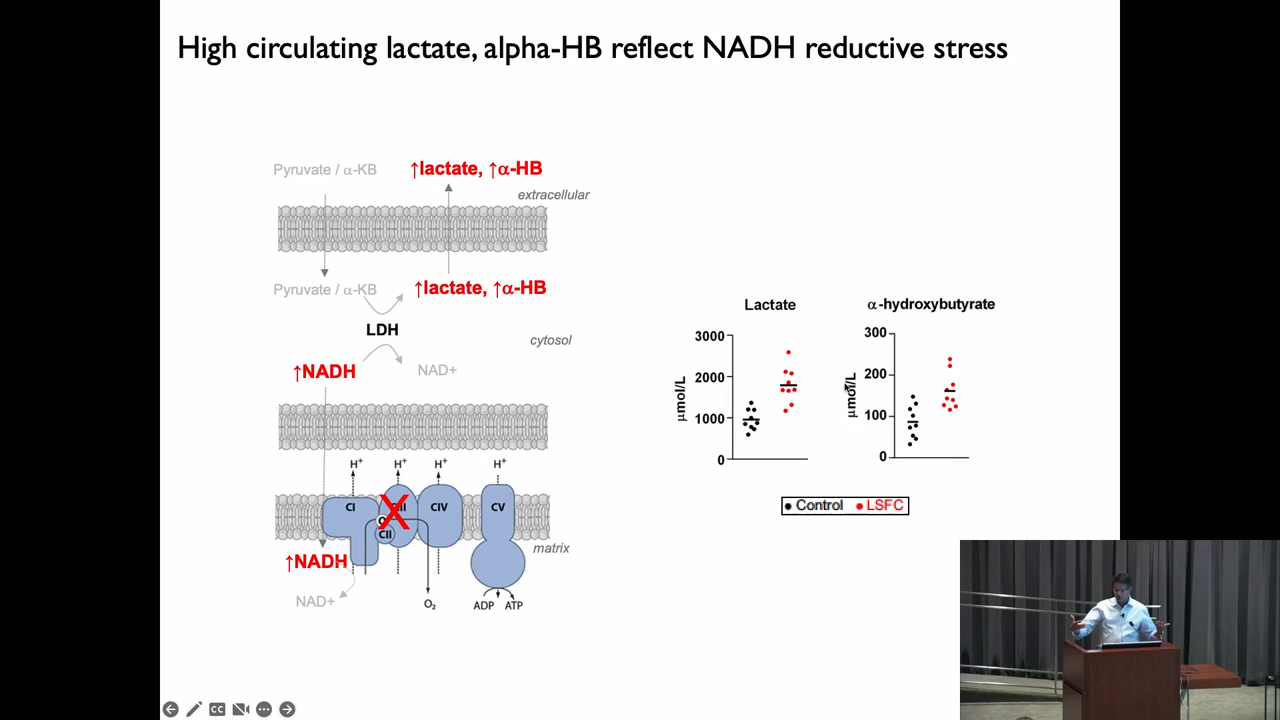 High circulating lactate, alpha-HB reflect NADH reductive stress
Pyruvate / α-KB
↑lactate, ↑α-HB
extracellular
Pyruvate / α-KB
↑lactate, ↑α-HB
LDH
cytosol
↑NADH
NAD+
H+
H+
H+
H+
CI
CIV
CV
CII
matrix
↑NADH
NAD+
O₂
ADP
ATP
Lactate
3000
2000
1000
0
μmol/L
α-hydroxybutyrate
300
200
100
0
μmol/L
Control
LSFC
CC